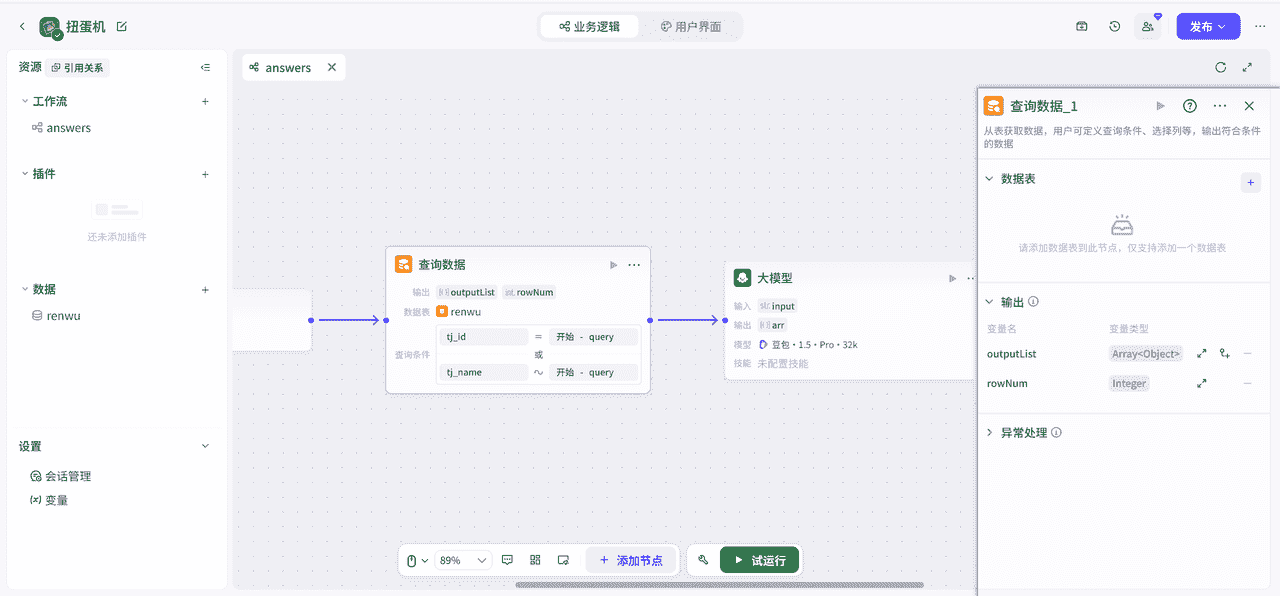 扭蛋机
业务逻辑
用户界面
发布
资源
引用关系
工作流
answers
插件
还未添加插件
数据
renwu
设置
会话管理
(x) 变量
answers
查询数据
输出 [#] outputList int. rowNum
数据表 renwu
查询条件
tj_id = 开始 - query
或
tj_name ~ 开始 - query
大模型
输入 str. input
输出 arr
模型 豆包·1.5·Pro·32k
技能 未配置技能
89%
+ 添加节点
试运行
查询数据_1
从表获取数据，用户可定义查询条件、选择列等，输出符合条件
的数据
数据表
请添加数据表到此节点，仅支持添加一个数据表
输出
变量名 变量类型
outputList Array<Object>
rowNum Integer
异常处理